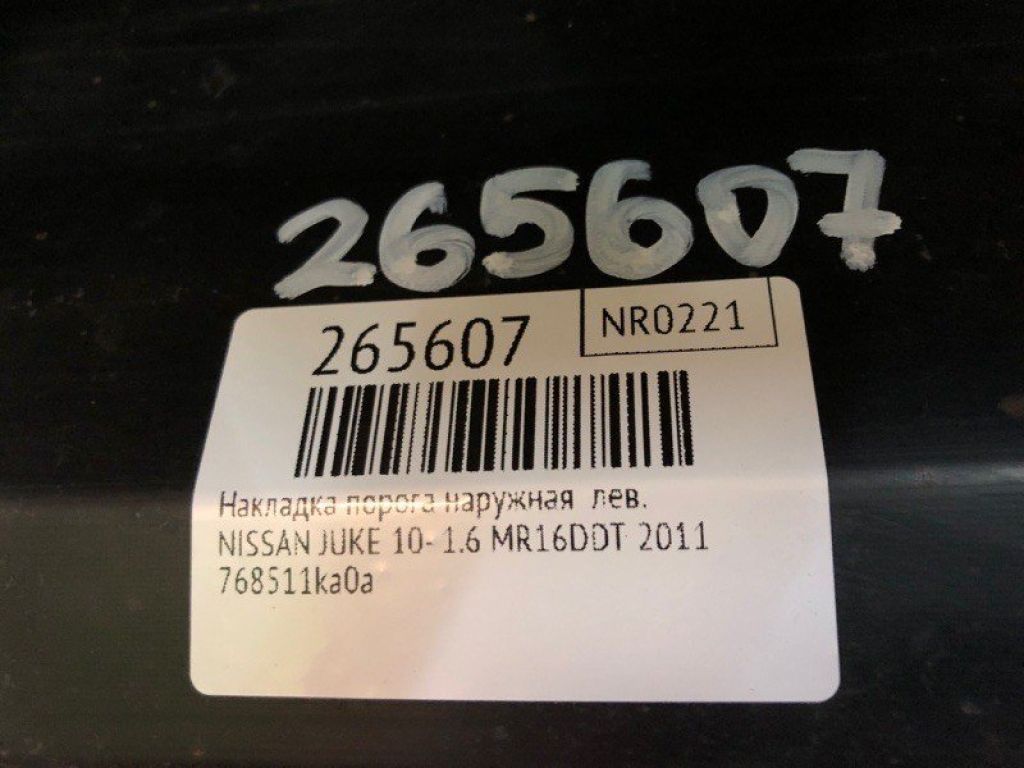 265607
265607
NR0221
Накладка порога наружная лев.
NISSAN JUKE 10- 1.6 MR16DDT 2011
768511ka0a